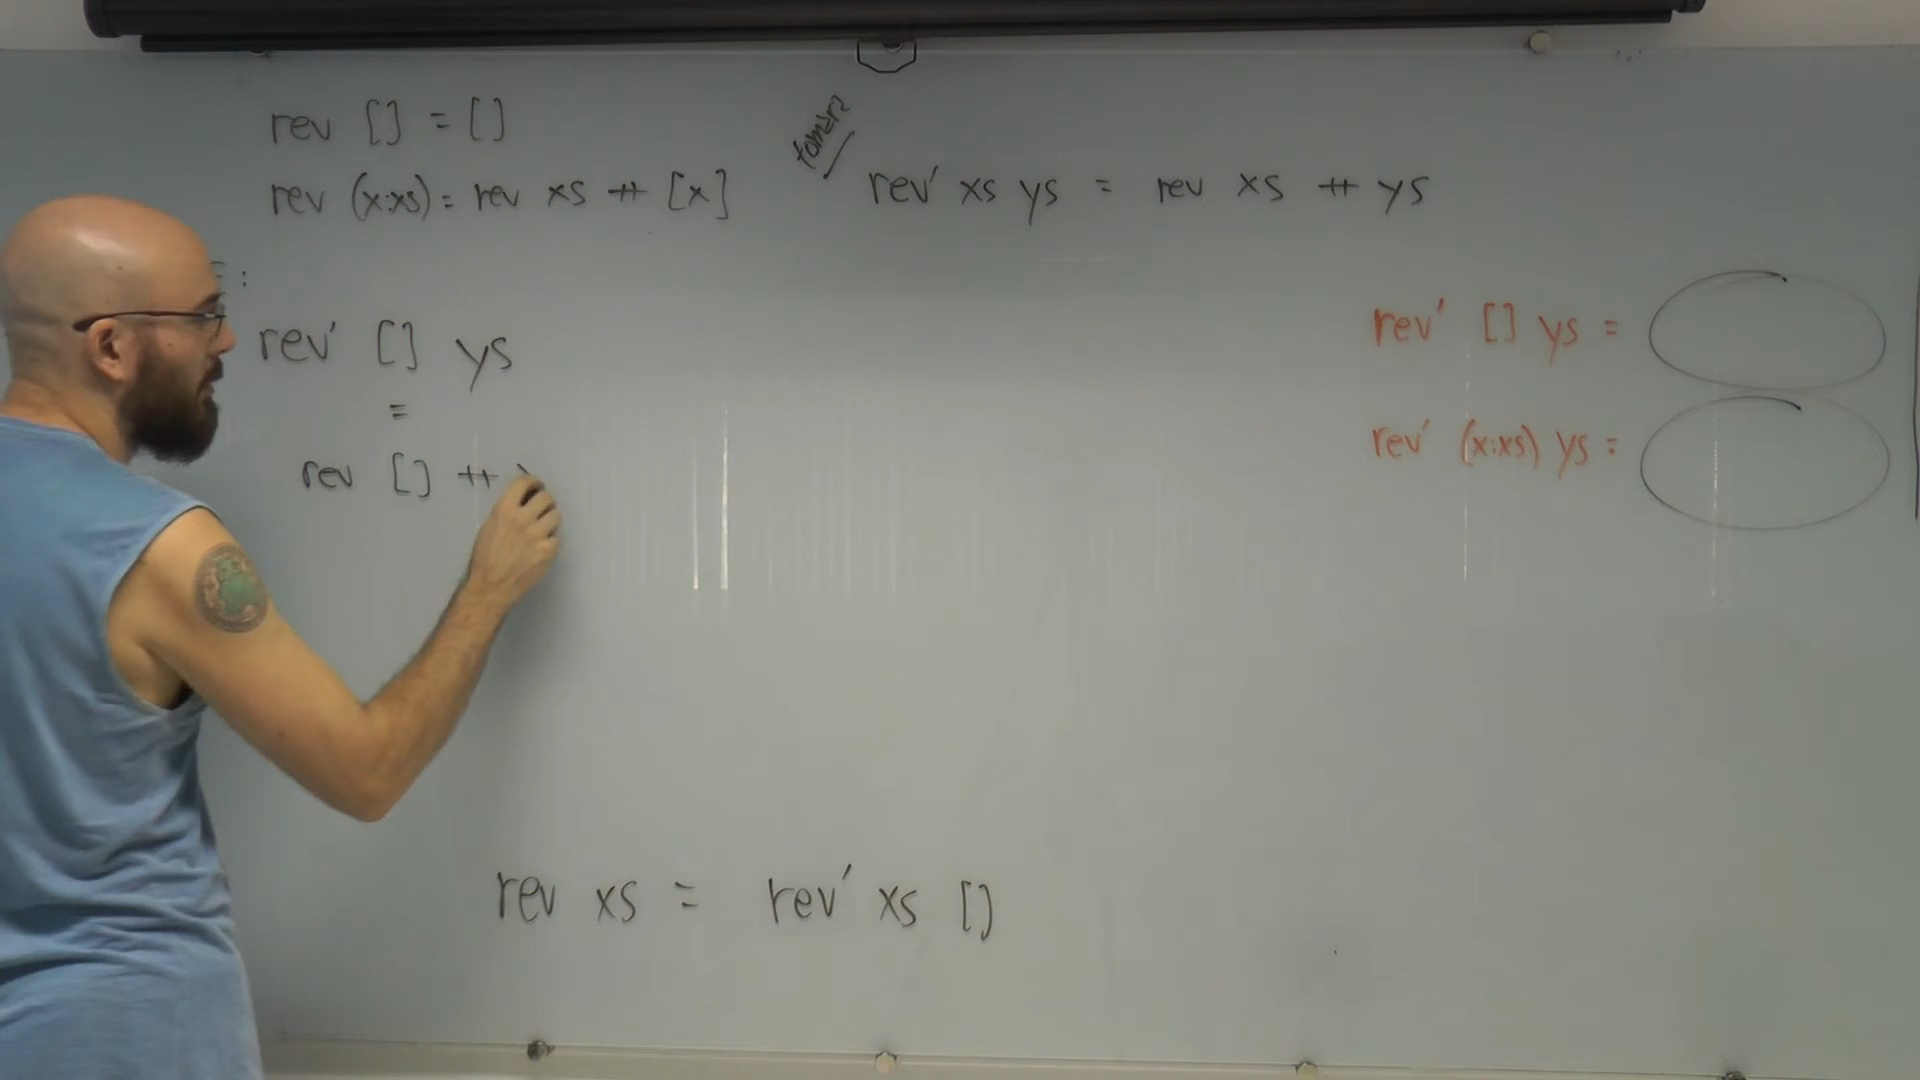 rev [] = []
rev (x:xs) = rev xs ++ [x]
tomara
rev' xs ys = rev xs ++ ys
:
rev' [] ys
=
rev [] ++
rev' [] ys =
rev' (x:xs) ys =
rev xs = rev' xs []